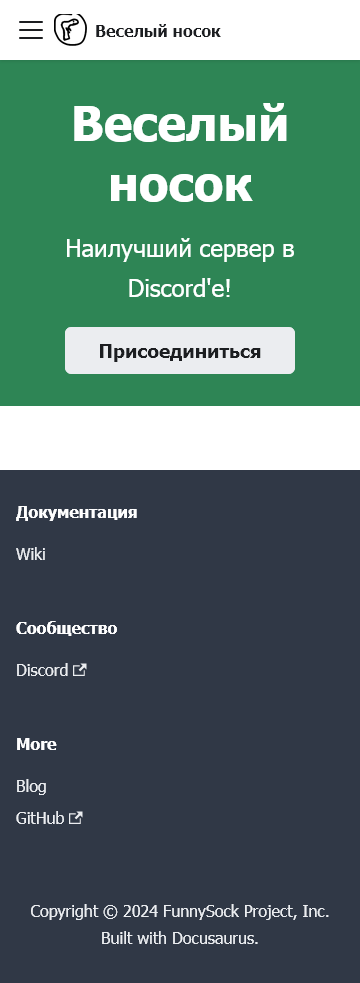 Веселый носок
Веселый
носок
Наилучший сервер в
Discord'e!
Присоединиться
Документация
Wiki
Сообщество
Discord
More
Blog
GitHub
Copyright © 2024 FunnySock Project, Inc.
Built with Docusaurus.